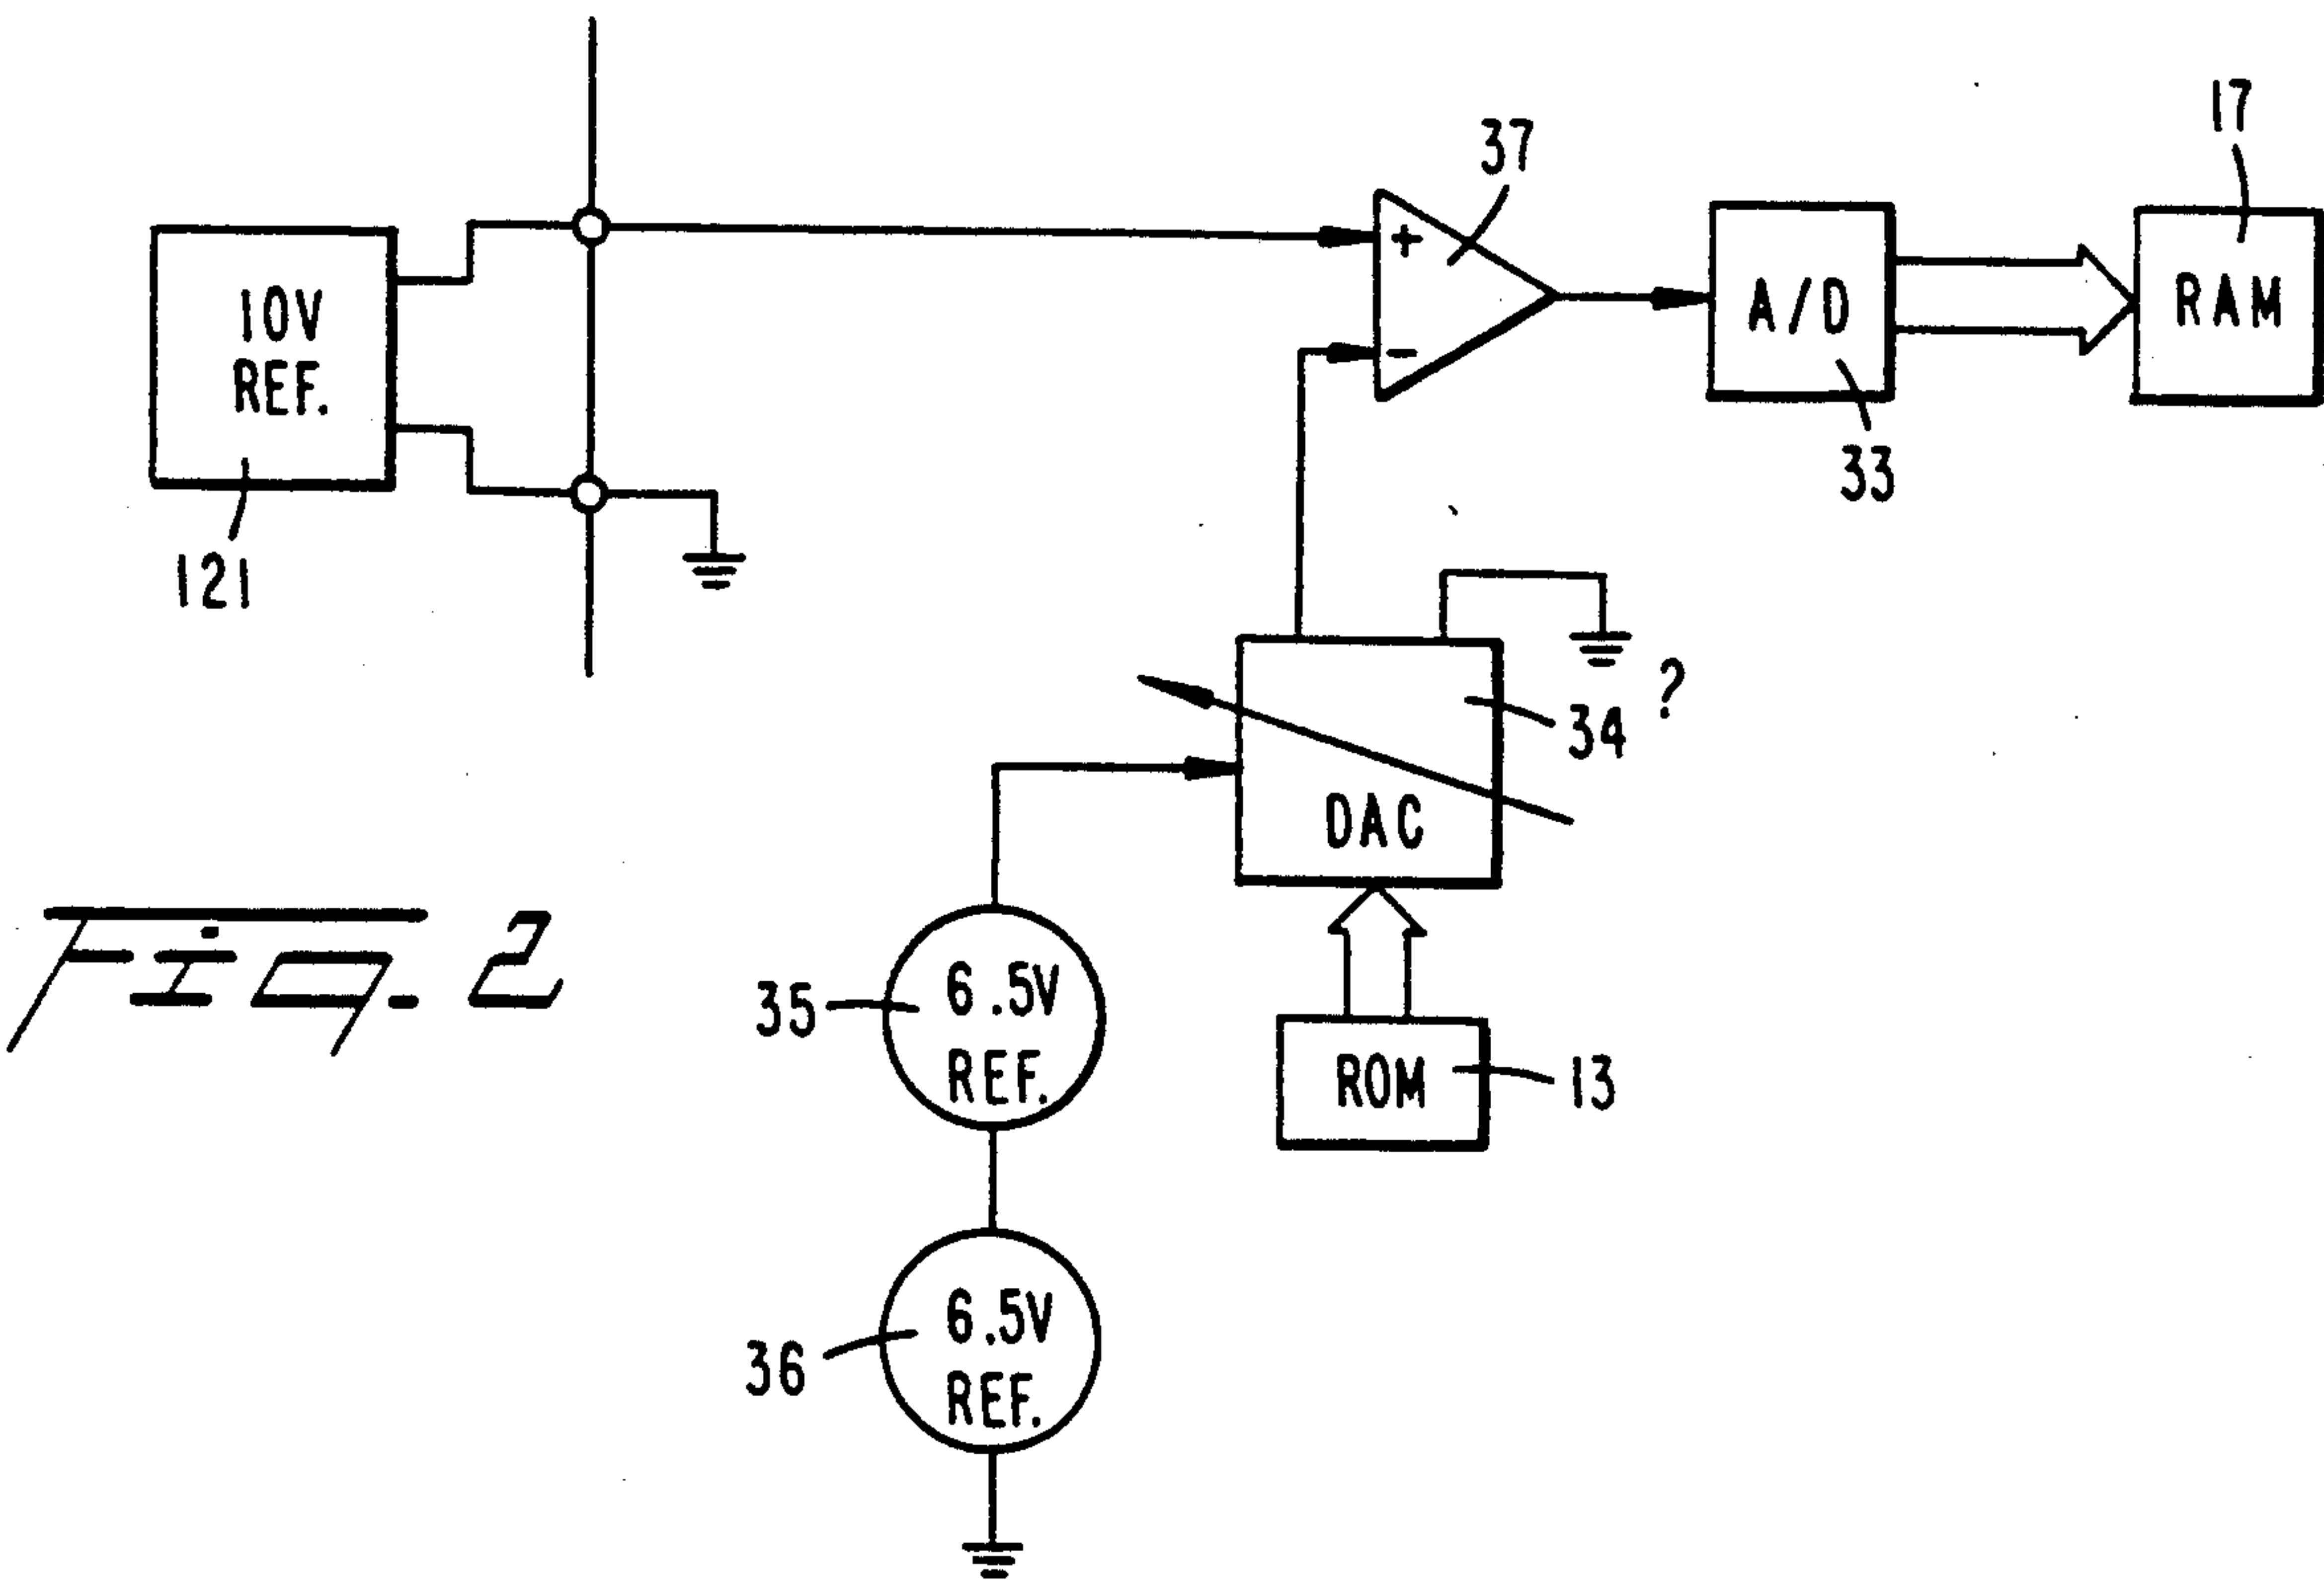 17
37
10V
REF.
+
-
A/D
RAM
33
121
34 ?
DAC
Fig. 2
35
6.5V
REF.
ROM
13
36
6.5V
REF.